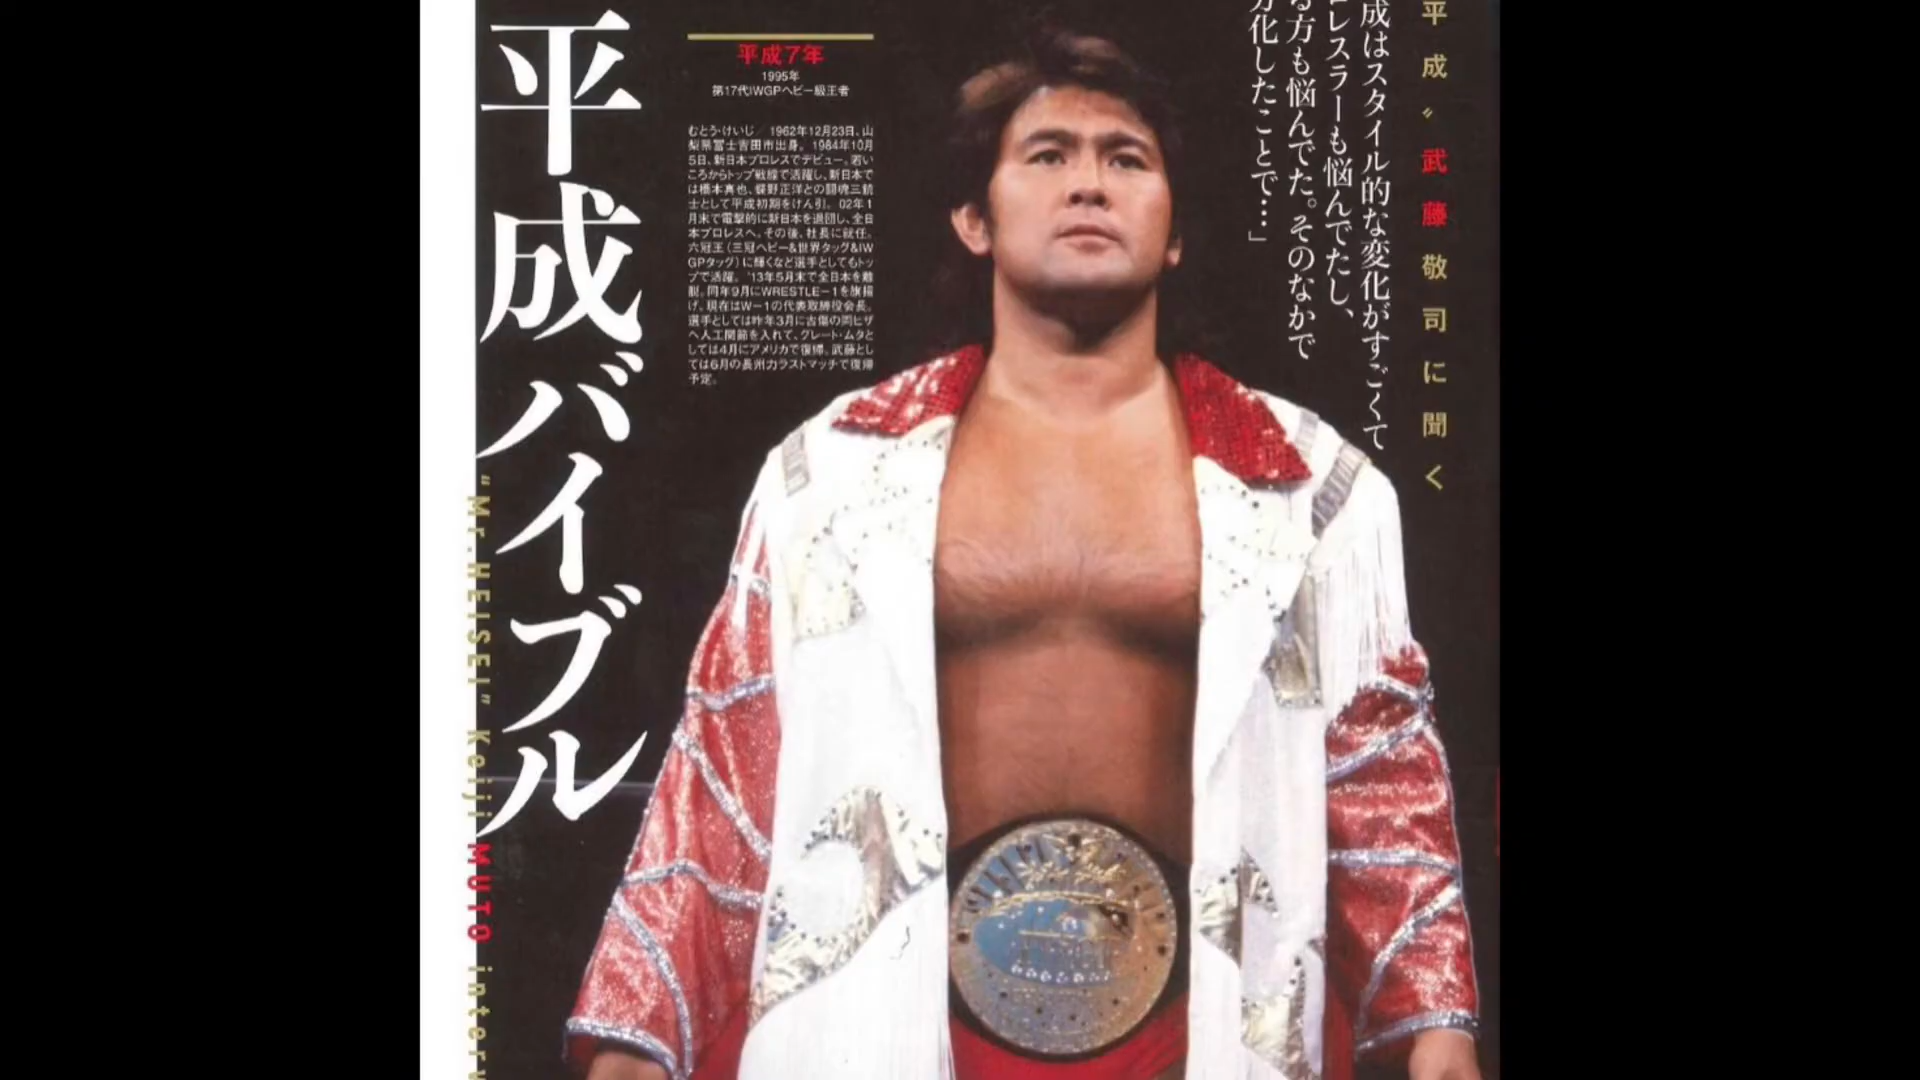 平成〟武藤敬司に聞く
成はスタイル的な変化がすごくて
レスラーも悩んでたし、
る方も悩んでた。そのなかで
分化したことで…」
平成7年
1995年
第17代IWGPヘビー級王者
むとう・けいじ/1962年12月23日、山
梨県富士吉田市出身。1984年10月
5日、新日本プロレスでデビュー。若い
ころからトップ戦線で活躍し、新日本で
は橋本真也、蝶野正洋との闘魂三銃
士として平成初期をけん引。02年1
月末で電撃的に新日本を退団し、全日
本プロレスへ。その後、社長に就任。
六冠王(三冠ヘビー&世界タッグ&IW
GPタッグ)に輝くなど選手としてもトッ
プで活躍。'13年5月末で全日本を離
脱。同年9月にWRESTLE-1を旗揚
げ。現在はW-1の代表取締役会長。
選手としては昨年3月に古傷の両ヒザ
へ人工関節を入れて、グレート・ムタと
しては4月にアメリカで復帰。武藤とし
ては6月の長州力ラストマッチで復帰
予定。
平成バイブル
"Mr.HEISEI" Keiji MUTO interv